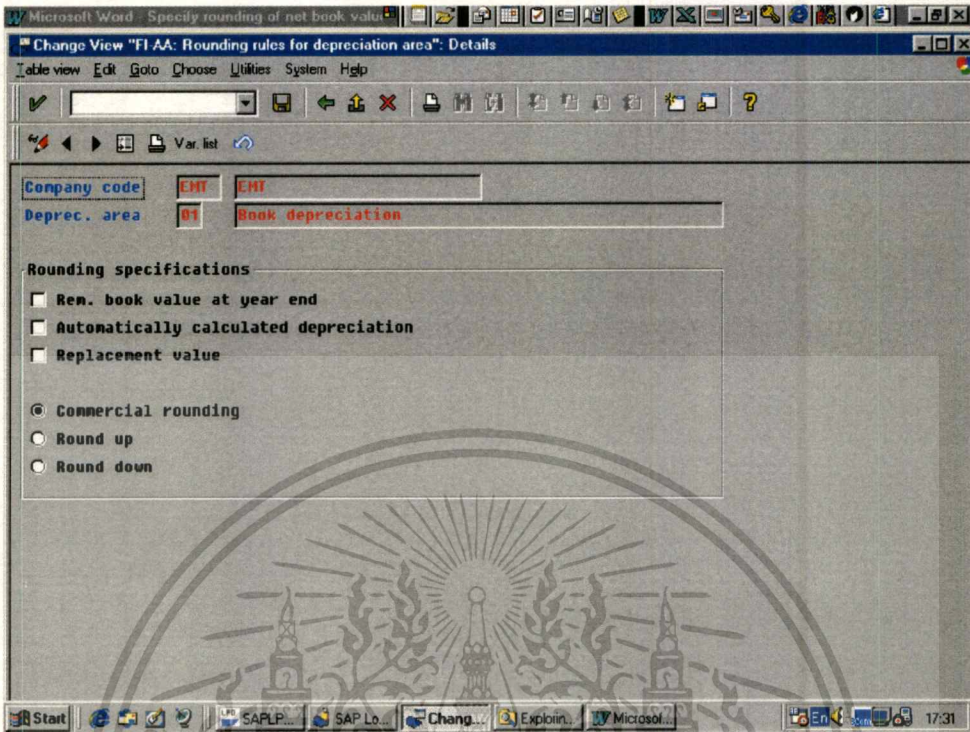 Microsoft Word - Specify rounding of net book value
Change View "FI-AA: Rounding rules for depreciation area": Details
Table view Edit Goto Choose Utilities System Help
Var. list
Company code EMT EMT
Deprec. area 01 Book depreciation
Rounding specifications
Rem. book value at year end
Automatically calculated depreciation
Replacement value
Commercial rounding
Round up
Round down
Start SAPLP... SAP Lo... Chang... Explorin... Microsof... En 17:31